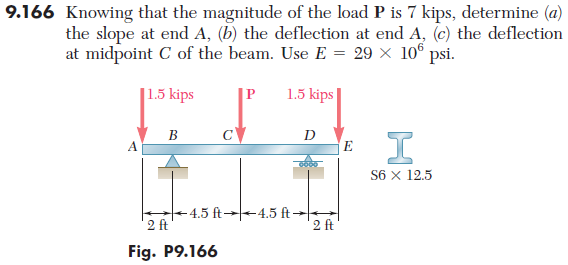 9.166 Knowing that the magnitude of the load P is 7 kips, determine (a)
the slope at end A, (b) the deflection at end A, (c) the deflection
at midpoint C of the beam. Use E = 29 × 10⁶ psi.
1.5 kips P 1.5 kips
B C D
A E
S6 × 12.5
4.5 ft 4.5 ft
2 ft 2 ft
Fig. P9.166